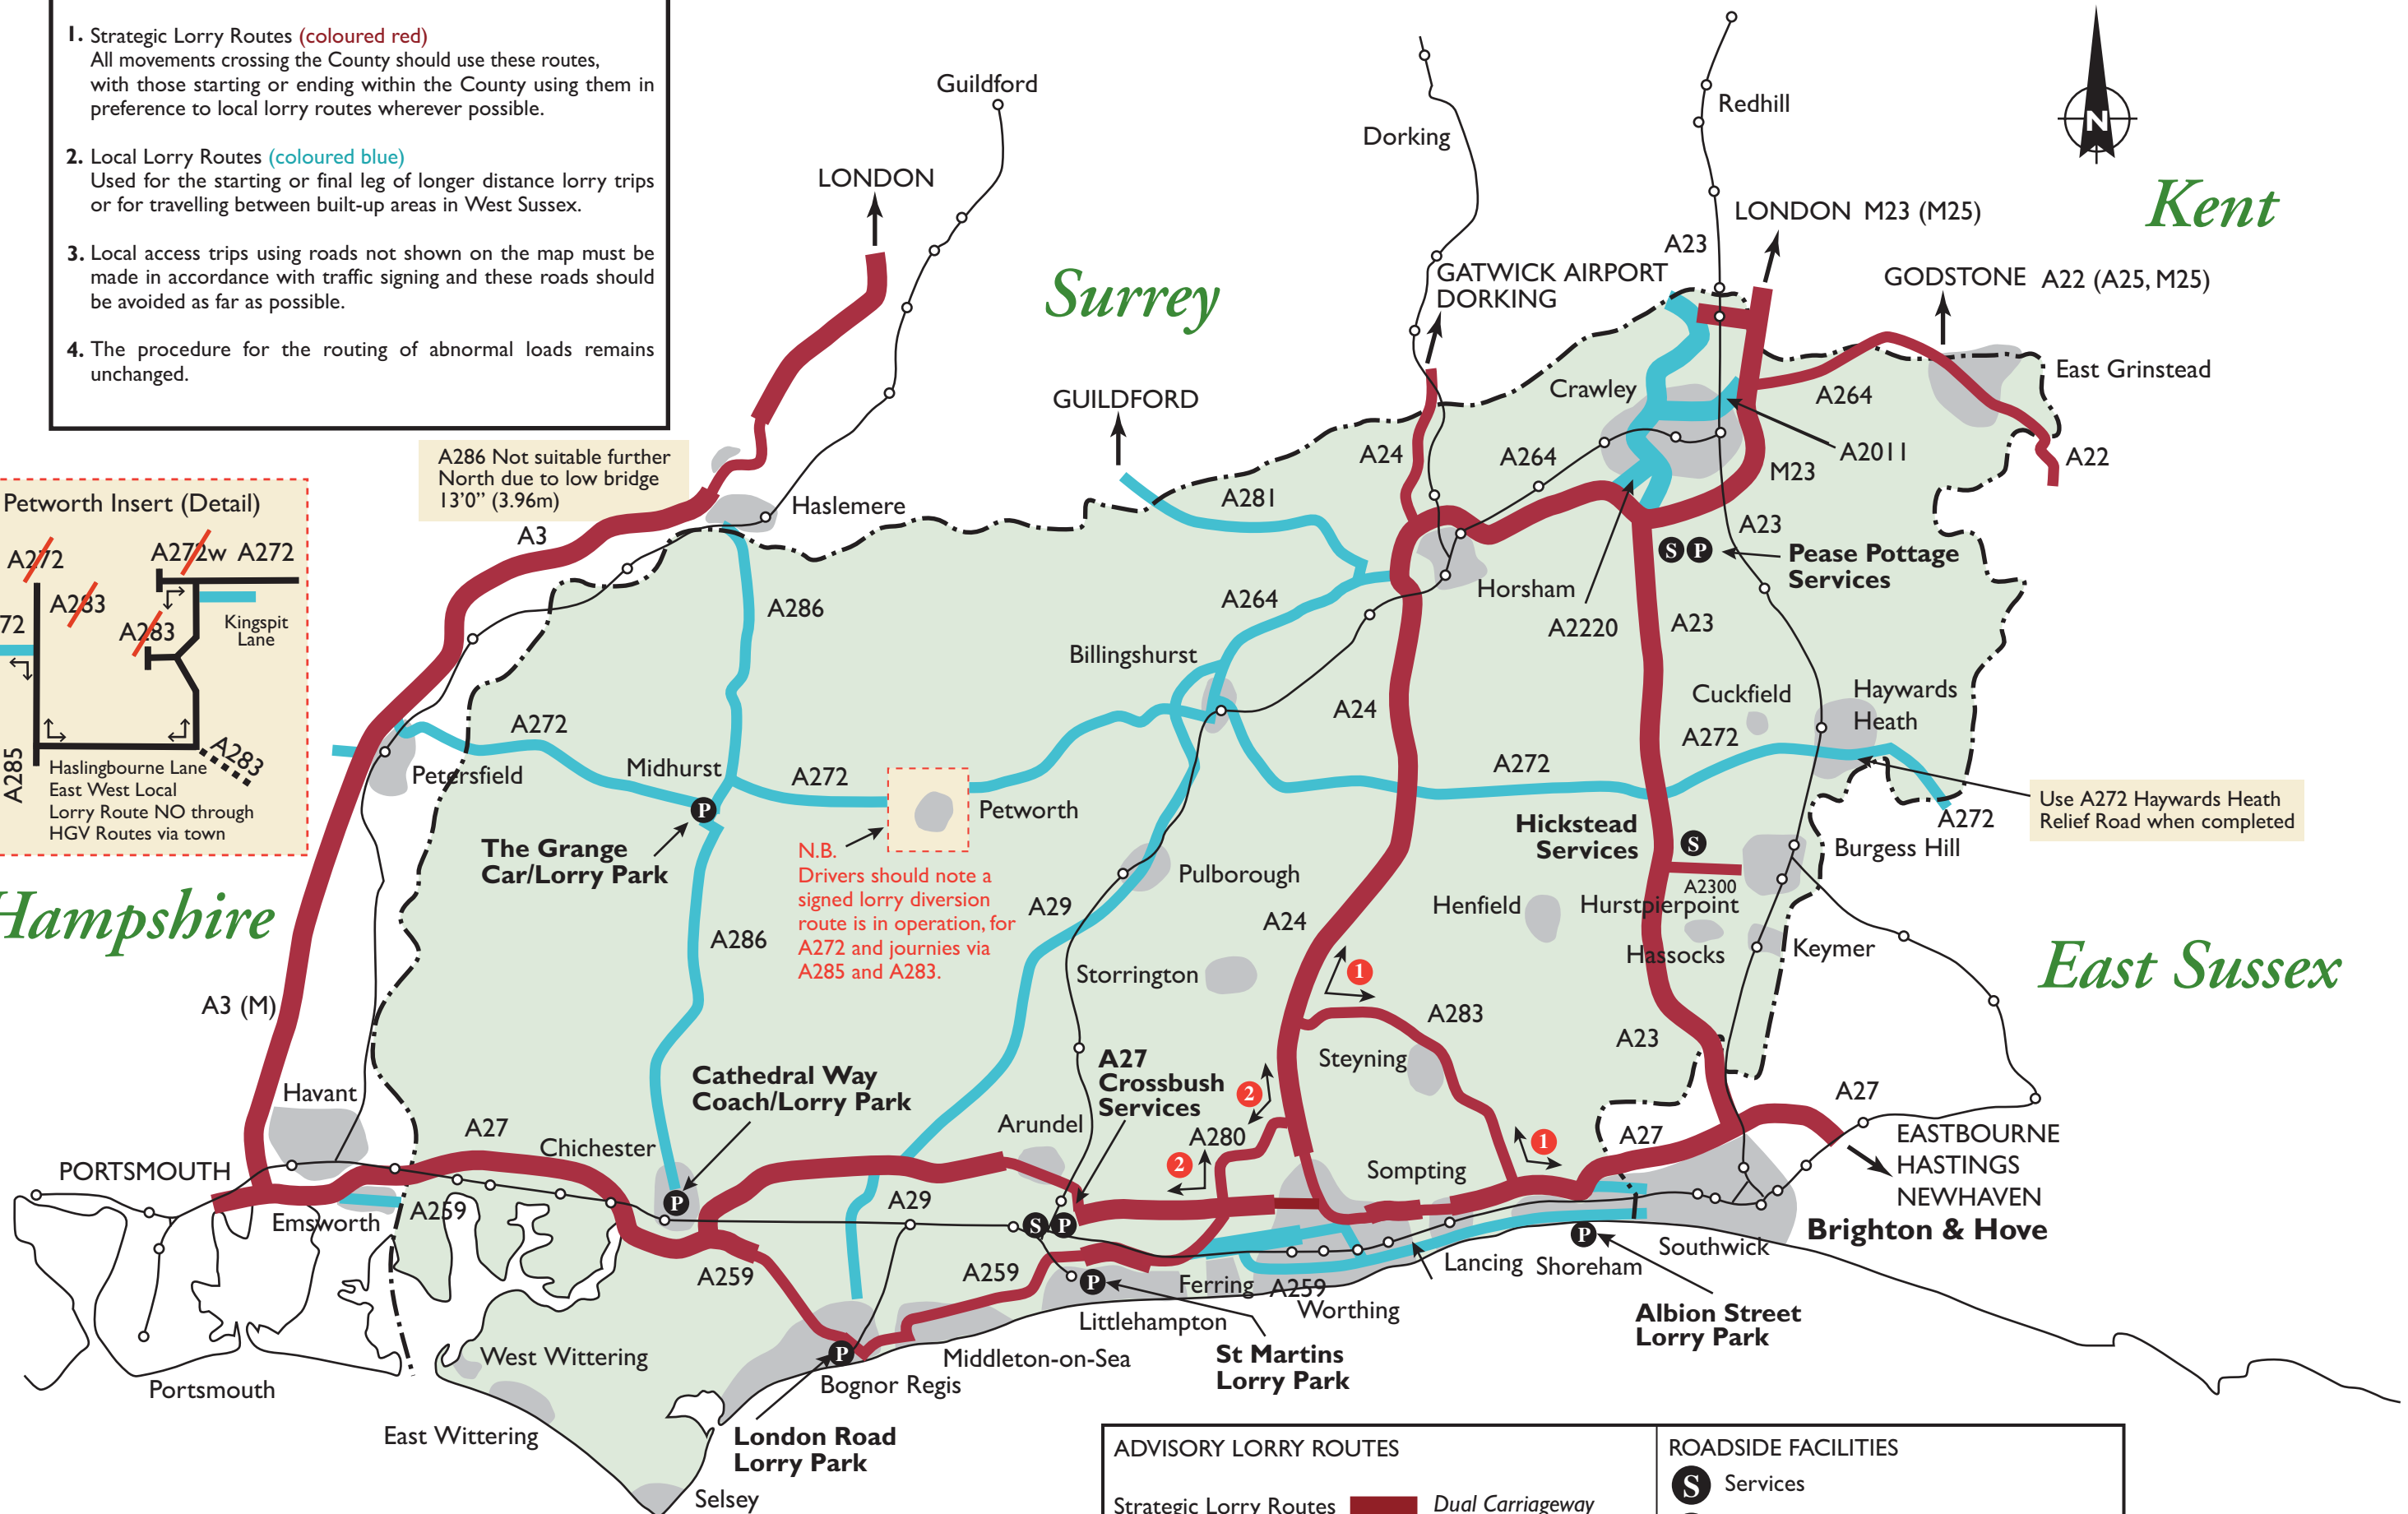 1. Strategic Lorry Routes (coloured red)
All movements crossing the County should use these routes,
with those starting or ending within the County using them in
preference to local lorry routes wherever possible.
2. Local Lorry Routes (coloured blue)
Used for the starting or final leg of longer distance lorry trips
or for travelling between built-up areas in West Sussex.
3. Local access trips using roads not shown on the map must be
made in accordance with traffic signing and these roads should
be avoided as far as possible.
4. The procedure for the routing of abnormal loads remains
unchanged.
Guildford
LONDON
Dorking
Redhill
N
Kent
LONDON M23 (M25)
A23
Surrey
GATWICK AIRPORT
DORKING
GODSTONE A22 (A25, M25)
East Grinstead
GUILDFORD
Crawley
A264
A286 Not suitable further
North due to low bridge
13'0" (3.96m)
A24
A264
A2011
A22
M23
Petworth Insert (Detail)
A272
A272w A272
A283
A283
72
Kingspit
Lane
A283
A285
Haslingbourne Lane
East West Local
Lorry Route NO through
HGV Routes via town
Haslemere
A281
A3
A23
S P
Pease Pottage
Services
Horsham
A286
A264
A2220
A23
Billingshurst
Cuckfield
Haywards
Heath
A272
A24
A272
Midhurst
A272
A272
Petersfield
P
Petworth
The Grange
Car/Lorry Park
Hickstead
Services
S
A272
Use A272 Haywards Heath
Relief Road when completed
N.B.
Drivers should note a
signed lorry diversion
route is in operation, for
A272 and journies via
A285 and A283.
Burgess Hill
Pulborough
A2300
Hampshire
A29
Henfield
Hurstpierpoint
A24
A286
Hassocks
Keymer
Storrington
1
East Sussex
A3 (M)
A283
A23
Steyning
Havant
Cathedral Way
Coach/Lorry Park
A27
Crossbush
Services
2
A27
A27
Chichester
Arundel
A280
A27
1
EASTBOURNE
HASTINGS
NEWHAVEN
PORTSMOUTH
2
Sompting
P
A29
Emsworth
A259
S P
Brighton & Hove
P
Southwick
A259
A259
P
Ferring
A259
Lancing
Shoreham
Worthing
Littlehampton
Albion Street
Lorry Park
West Wittering
P
Middleton-on-Sea
St Martins
Lorry Park
Portsmouth
Bognor Regis
East Wittering
London Road
Lorry Park
Selsey
ADVISORY LORRY ROUTES
Strategic Lorry Routes
Dual Carriageway
ROADSIDE FACILITIES
S Services